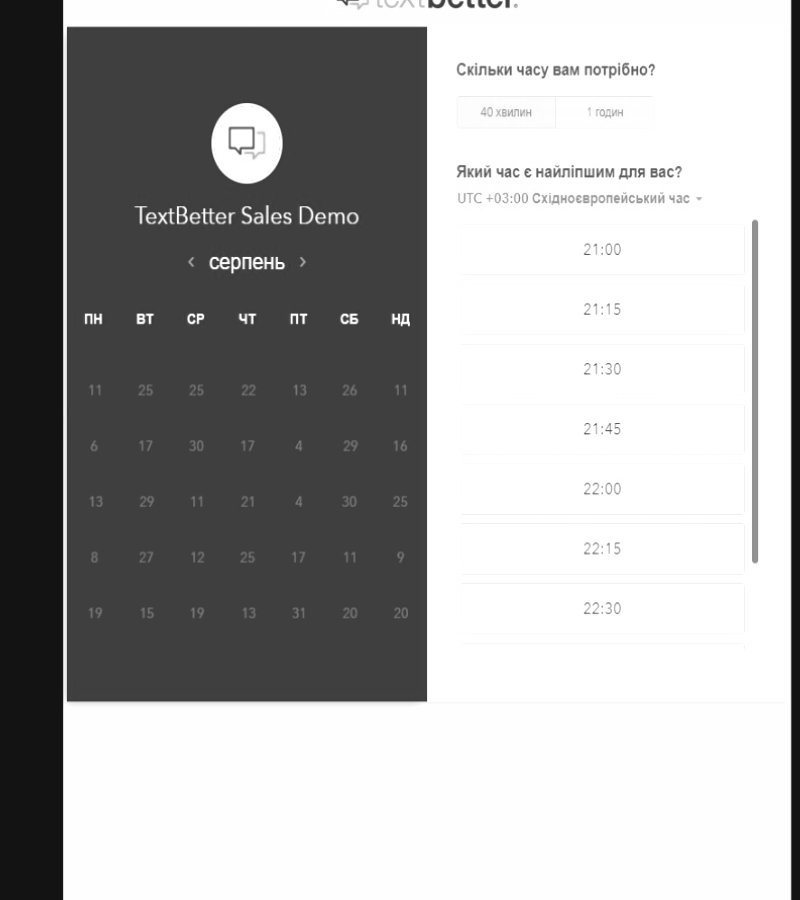 textbetter.
TextBetter Sales Demo
‹ серпень ›
ПН ВТ СР ЧТ ПТ СБ НД
11 25 25 22 13 26 11
6 17 30 17 4 29 16
13 29 11 21 4 30 25
8 27 12 25 17 11 9
19 15 19 13 31 20 20
Скільки часу вам потрібно?
40 хвилин 1 годин
Який час є найліпшим для вас?
UTC +03:00 Східноєвропейський час
21:00
21:15
21:30
21:45
22:00
22:15
22:30